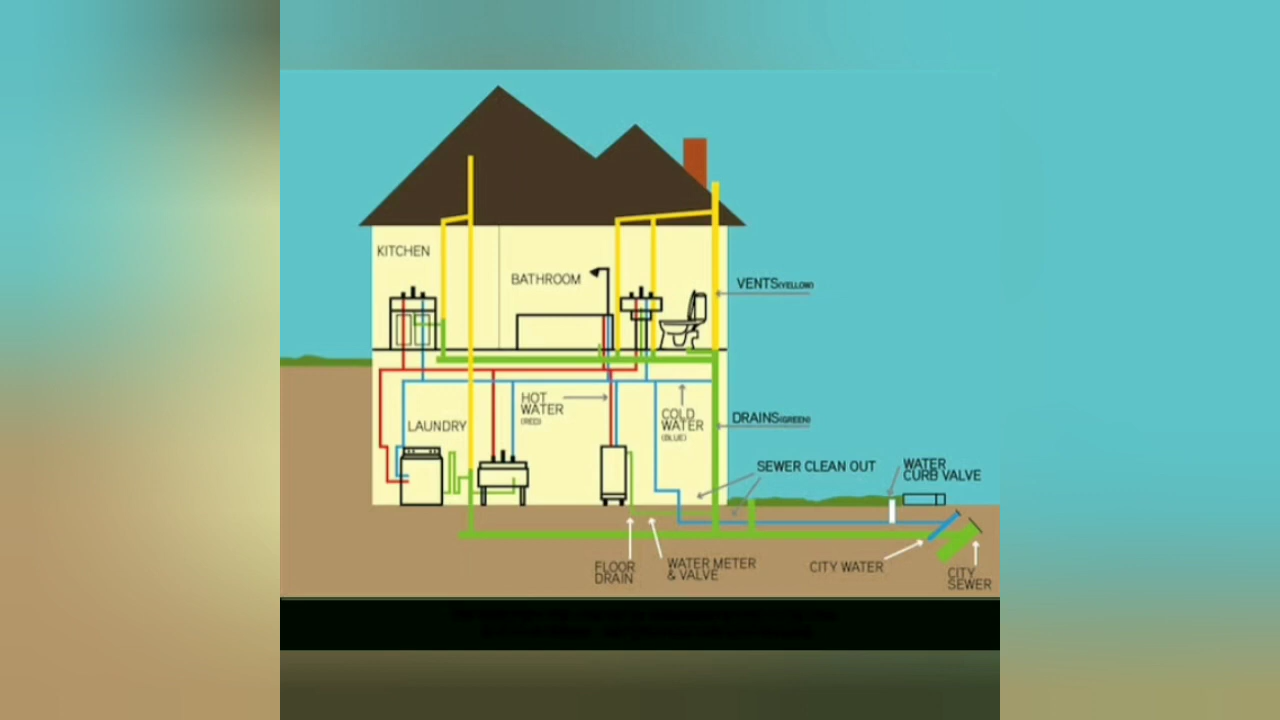 KITCHEN
BATHROOM
VENTS(YELLOW)
HOT
WATER
(RED)
COLD
WATER
(BLUE)
DRAINS(GREEN)
LAUNDRY
SEWER CLEAN OUT
WATER
CURB VALVE
FLOOR
DRAIN
WATER METER
& VALVE
CITY WATER
CITY
SEWER